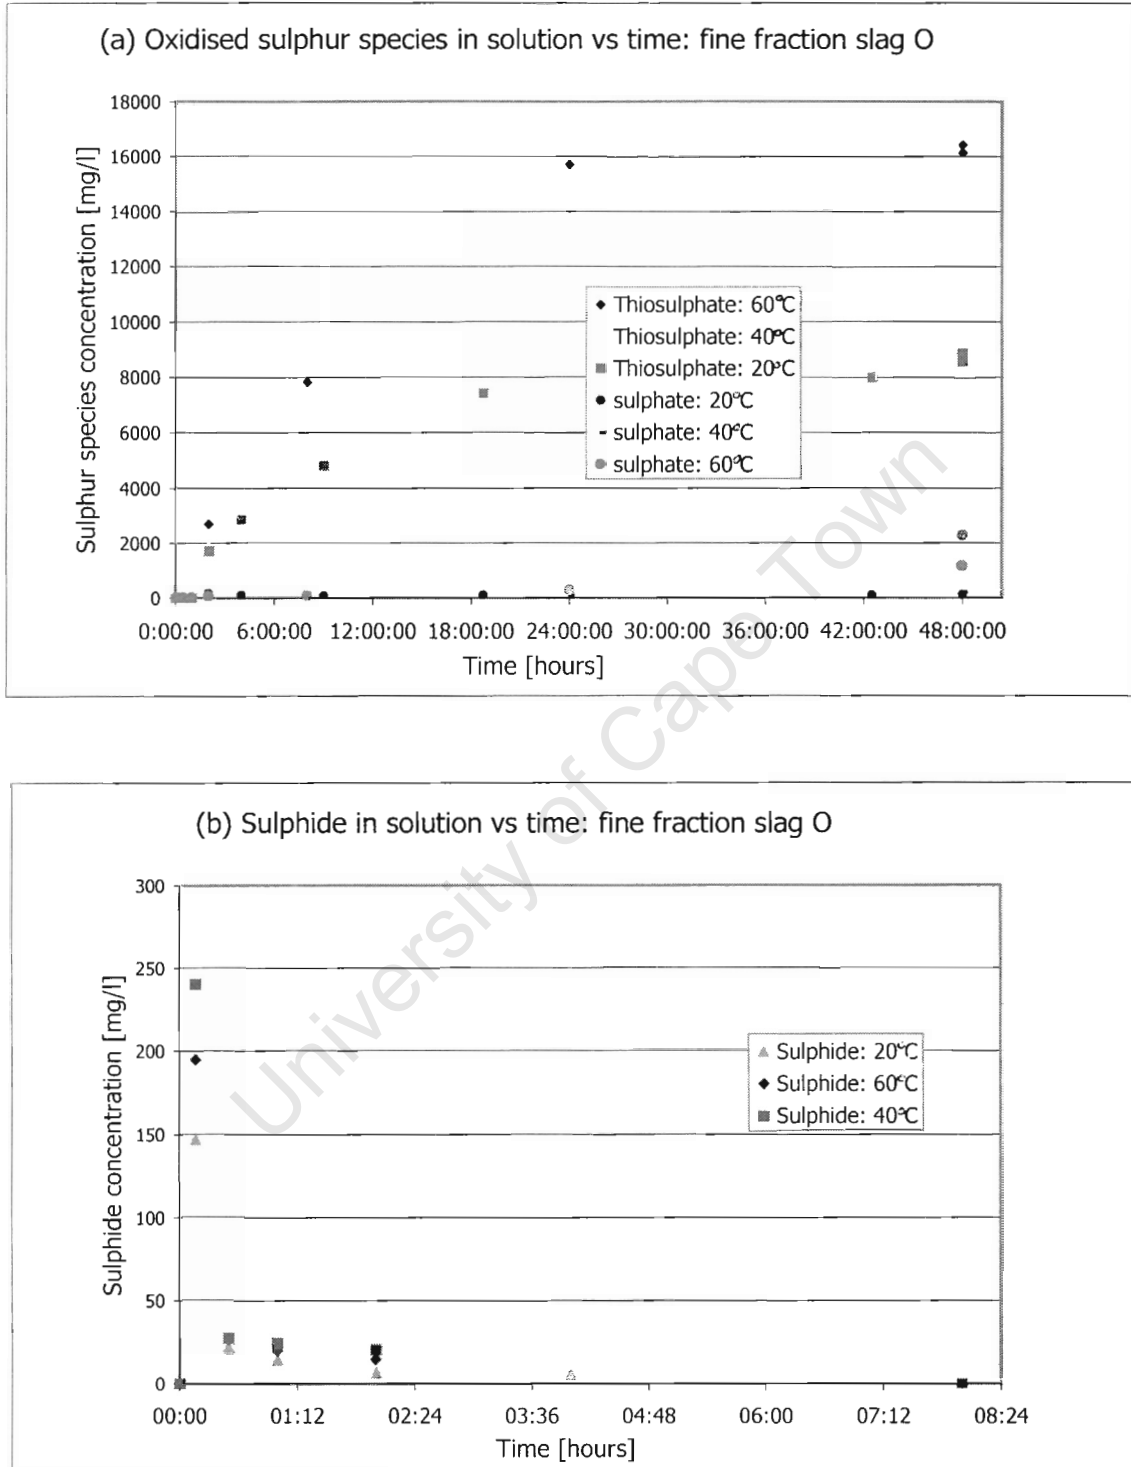 (a) Oxidised sulphur species in solution vs time: fine fraction slag O
Sulphur species concentration [mg/l]
18000
16000
14000
12000
10000
8000
6000
4000
2000
0
Thiosulphate: 60°C
Thiosulphate: 40°C
Thiosulphate: 20°C
sulphate: 20°C
sulphate: 40°C
sulphate: 60°C
0:00:00 6:00:00 12:00:00 18:00:00 24:00:00 30:00:00 36:00:00 42:00:00 48:00:00
Time [hours]
University of Cape Town
(b) Sulphide in solution vs time: fine fraction slag O
Sulphide concentration [mg/l]
300
250
200
150
100
50
0
Sulphide: 20°C
Sulphide: 60°C
Sulphide: 40°C
00:00 01:12 02:24 03:36 04:48 06:00 07:12 08:24
Time [hours]